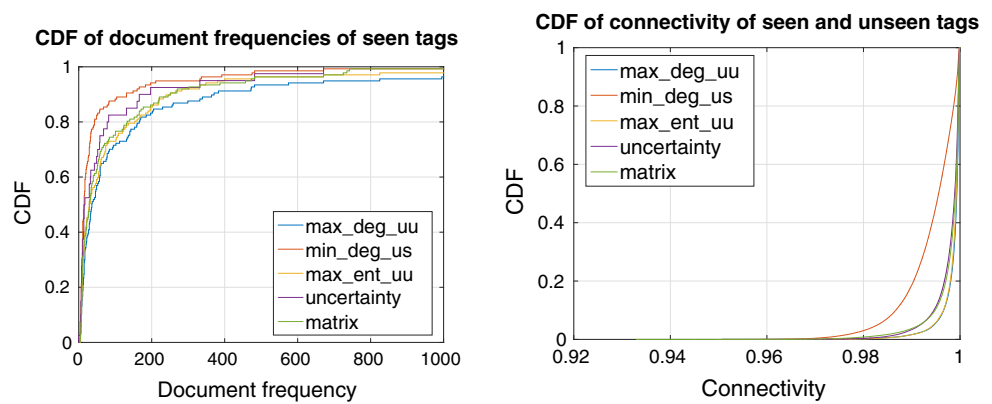 CDF of document frequencies of seen tags
1
0.8
0.6
0.4
0.2
0
CDF
0 200 400 600 800 1000
Document frequency
max_deg_uu
min_deg_us
max_ent_uu
uncertainty
matrix
CDF of connectivity of seen and unseen tags
1
0.8
0.6
0.4
0.2
0
CDF
0.92 0.94 0.96 0.98 1
Connectivity
max_deg_uu
min_deg_us
max_ent_uu
uncertainty
matrix